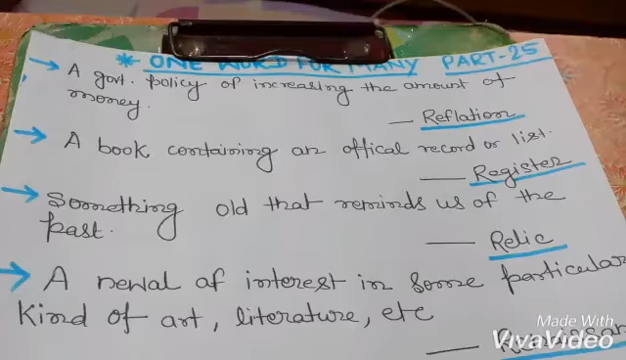 * ONE WORD FOR MANY PART-25
→ A govt. policy of increasing the amount of
money.
— Reflation
→ A book containing an offical record or list.
— Register
→ Something old that reminds us of the
past.
— Relic
→ A newal of interest in some particular
kind of art, literature, etc
Made With
VivaVideo